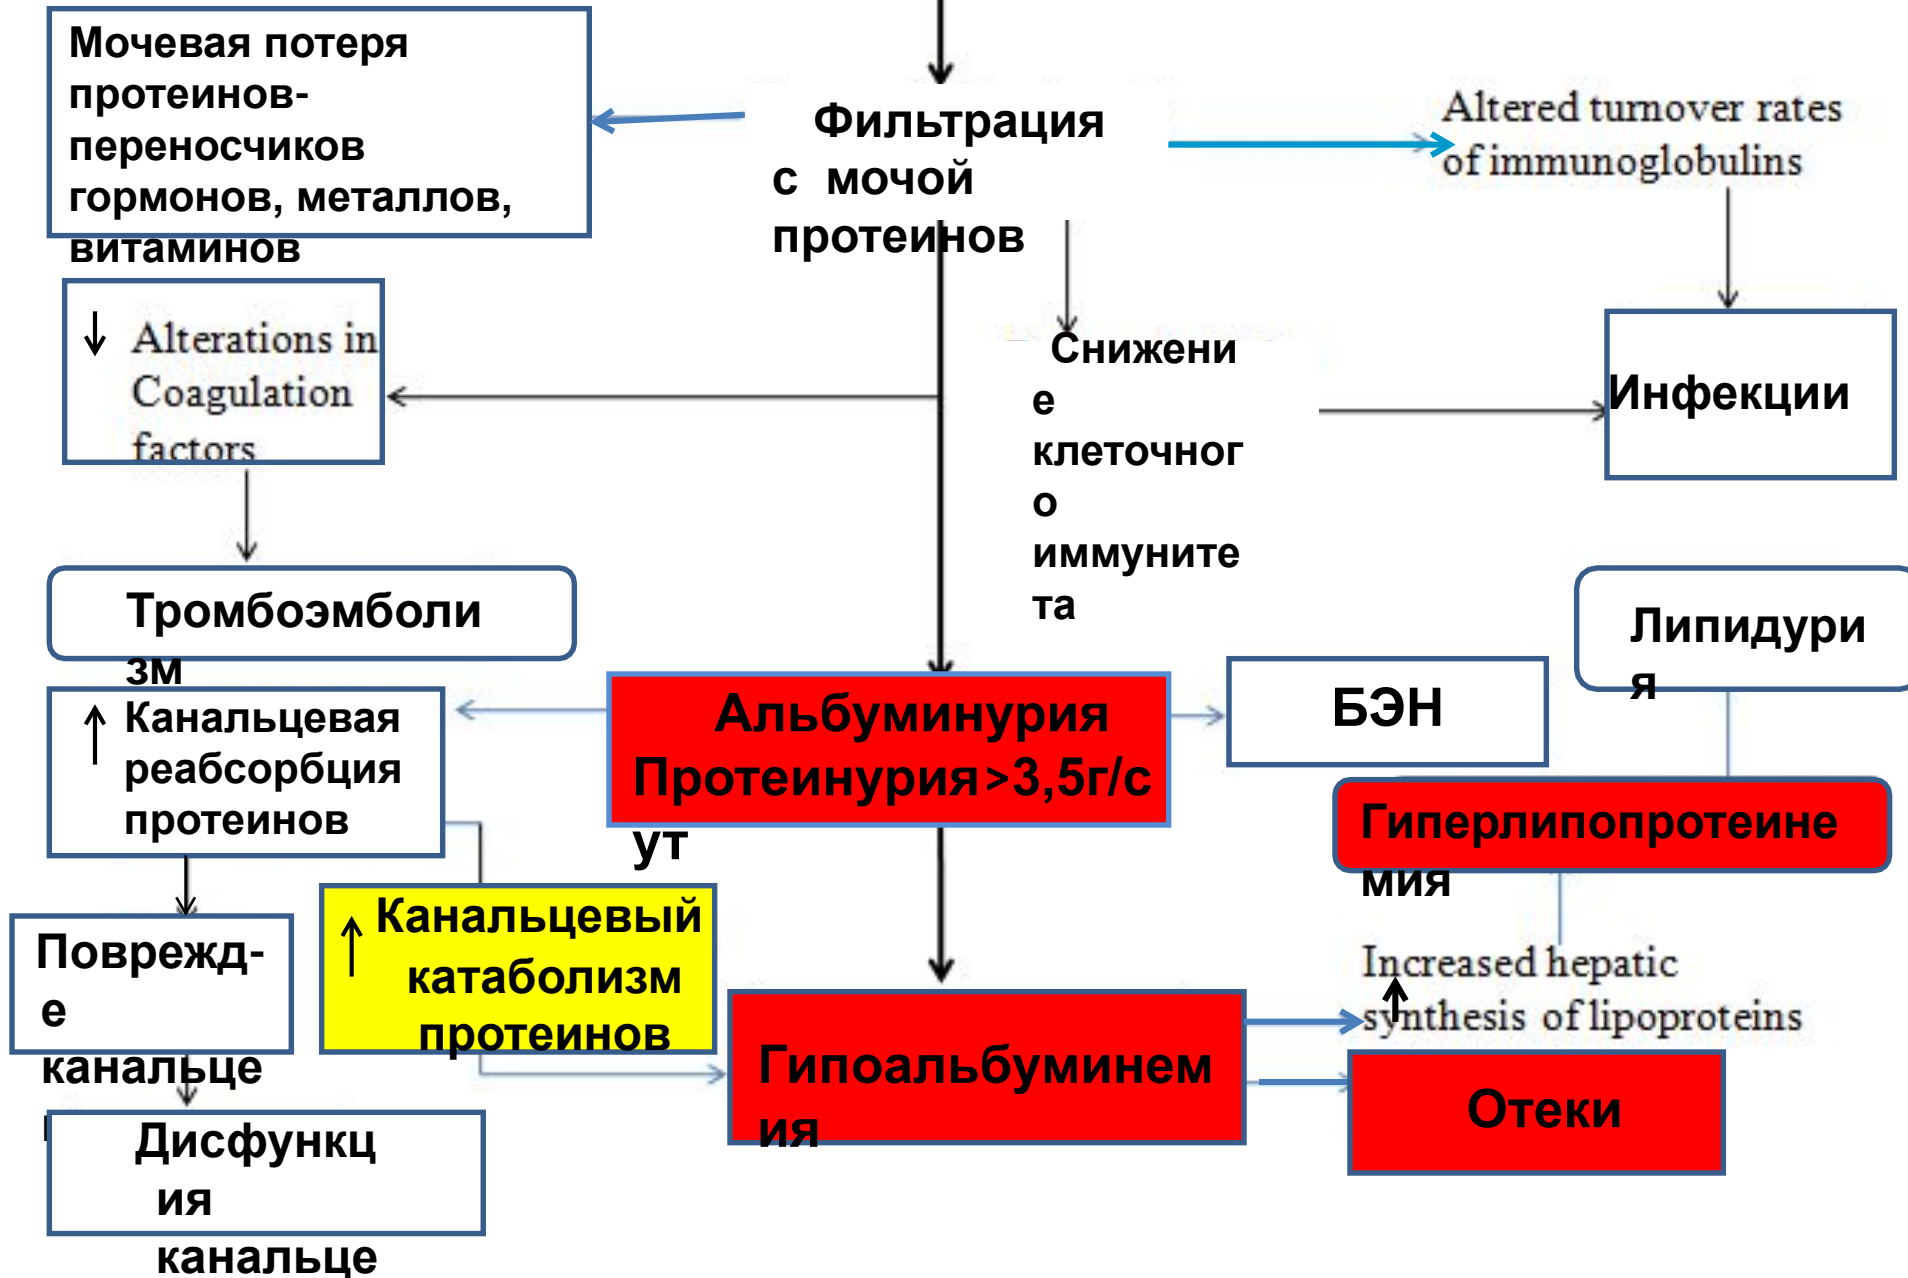 Мочевая потеря
протеинов-
переносчиков
гормонов, металлов,
витаминов
Фильтрация
с мочой
протеинов
Altered turnover rates
of immunoglobulins
Alterations in
Coagulation
factors
Снижени
е
клеточног
о
иммуните
та
Инфекции
Тромбоэмболи
зм
Липидури
я
Альбуминурия
Протеинурия>3,5г/с
ут
БЭН
Канальцевая
реабсорбция
протеинов
Гиперлипопротеине
мия
Канальцевый
катаболизм
протеинов
Поврежд-
е
канальце
Increased hepatic
synthesis of lipoproteins
Гипоальбуминем
ия
Отеки
Дисфункц
ия
канальце